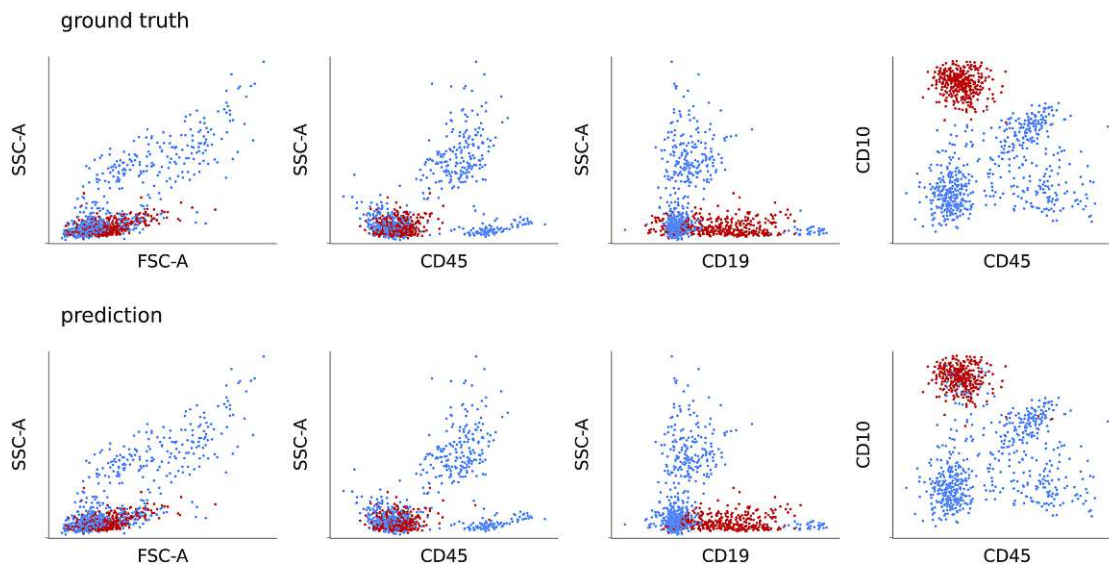 ground truth
SSC-A
FSC-A
SSC-A
CD45
SSC-A
CD19
CD10
CD45
prediction
SSC-A
FSC-A
SSC-A
CD45
SSC-A
CD19
CD10
CD45